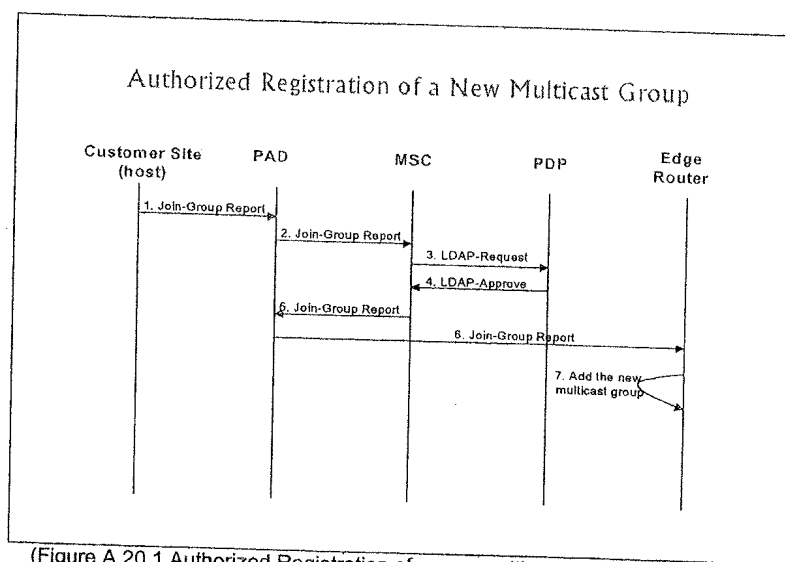 Authorized Registration of a New Multicast Group
Customer Site
(host)
PAD
MSC
PDP
Edge
Router
1. Join-Group Report
2. Join-Group Report
3. LDAP-Request
4. LDAP-Approve
5. Join-Group Report
6. Join-Group Report
7. Add the new
multicast group
(Figure A.20.1 Authorized Registration of